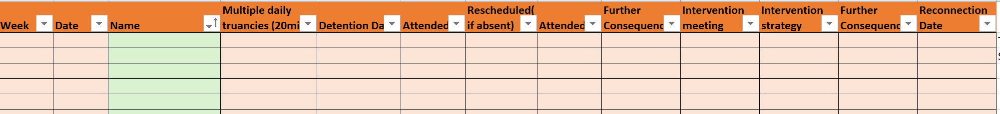 Week
Date
Name
Multiple daily
truancies (20mi
Detention Da
Attended
Rescheduled(
if absent)
Attended
Further
Consequenc
Intervention
meeting
Intervention
strategy
Further
Consequenc
Reconnection
Date